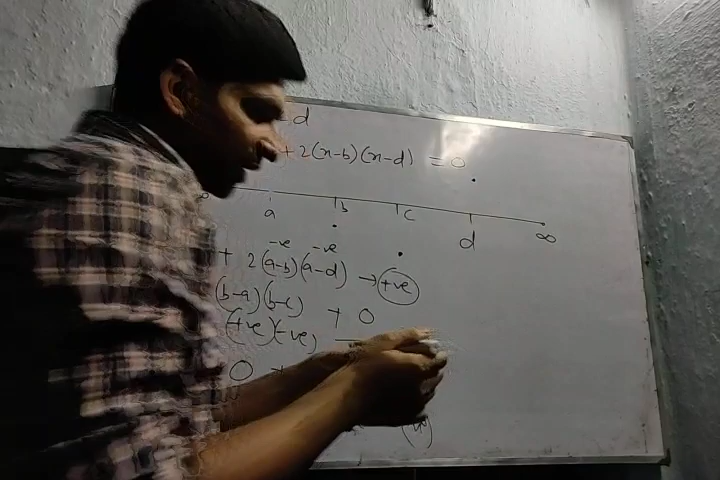 d
+ 2(x-b)(x-d) = 0
a b c d ∞
-ve -ve
+ 2(a-b)(a-d) → +ve
(b-a)(b-c) + 0
(+ve)(-ve)
0 +